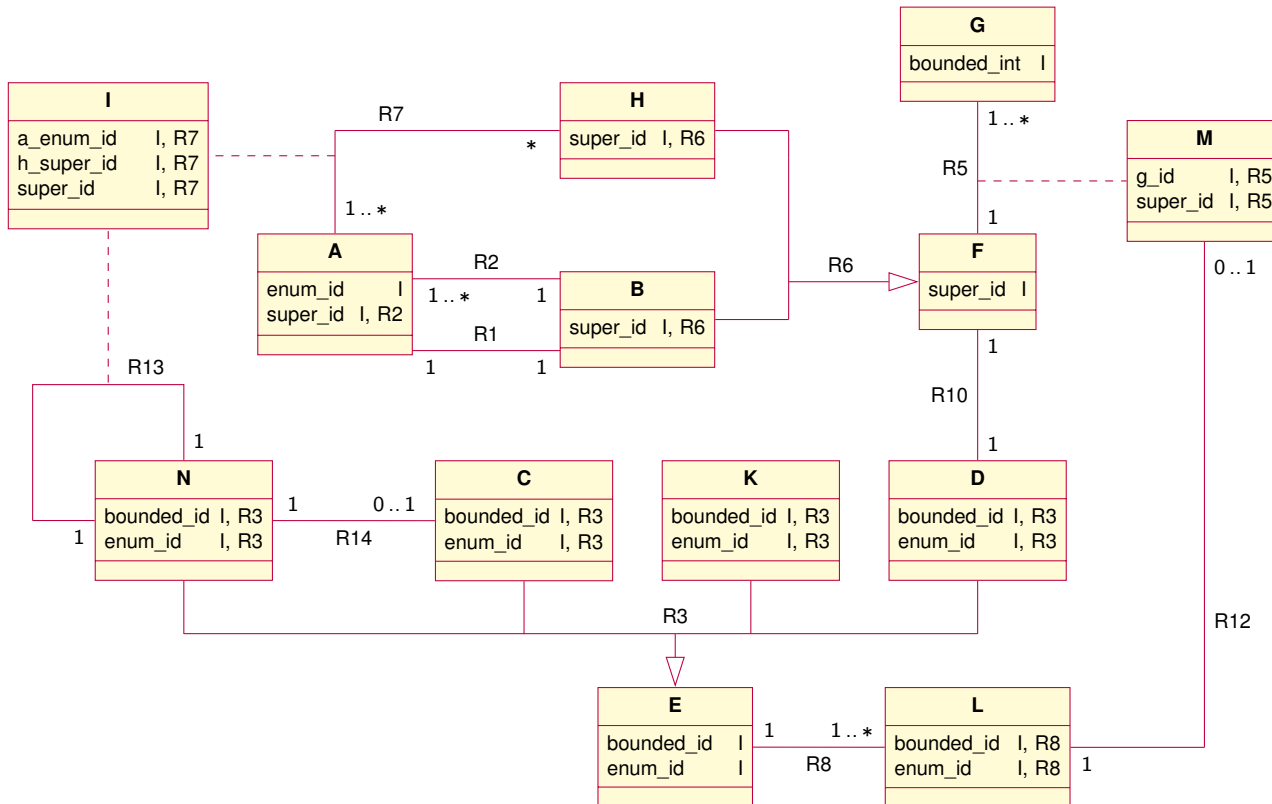 G
bounded_int I
I
a_enum_id I, R7
h_super_id I, R7
super_id I, R7
R7
*
1 .. *
H
super_id I, R6
1 .. *
R5
1
M
g_id I, R5
super_id I, R5
0 .. 1
A
enum_id I
super_id I, R2
R2
1 .. *
1
R1
1
1
B
super_id I, R6
R6
F
super_id I
1
R10
1
R13
1
1
N
bounded_id I, R3
enum_id I, R3
1
0 .. 1
R14
C
bounded_id I, R3
enum_id I, R3
K
bounded_id I, R3
enum_id I, R3
D
bounded_id I, R3
enum_id I, R3
R3
R12
E
bounded_id I
enum_id I
1
1 .. *
R8
L
bounded_id I, R8
enum_id I, R8
1